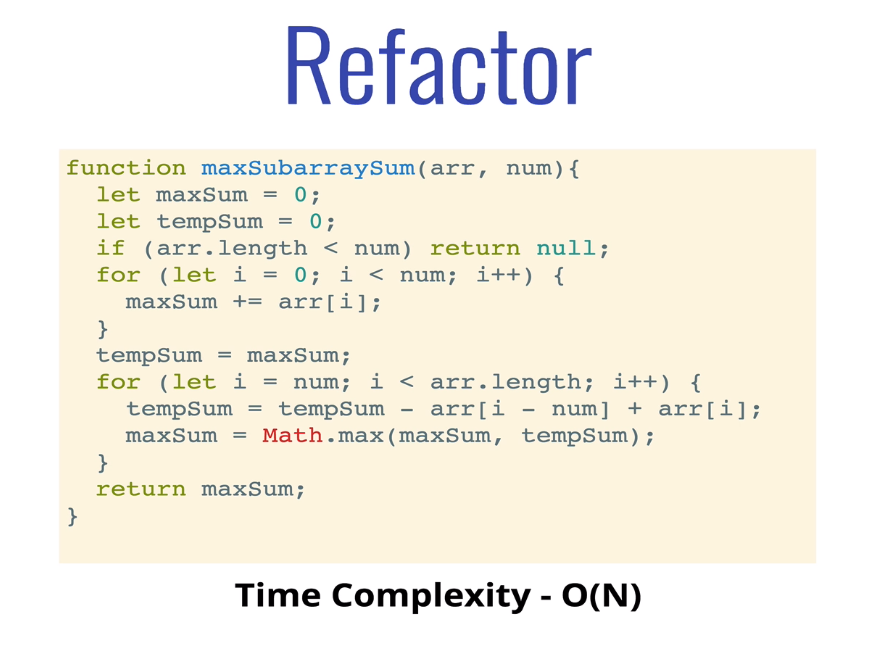 Refactor
function maxSubarraySum(arr, num){
  let maxSum = 0;
  let tempSum = 0;
  if (arr.length < num) return null;
  for (let i = 0; i < num; i++) {
    maxSum += arr[i];
  }
  tempSum = maxSum;
  for (let i = num; i < arr.length; i++) {
    tempSum = tempSum - arr[i - num] + arr[i];
    maxSum = Math.max(maxSum, tempSum);
  }
  return maxSum;
}
Time Complexity - O(N)